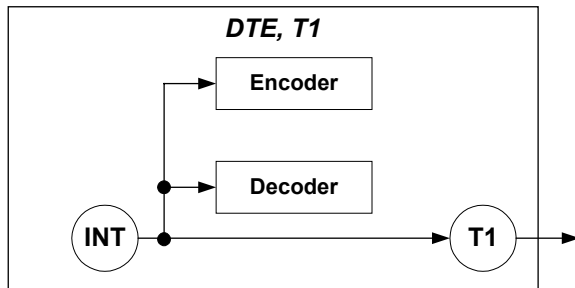 DTE, T1
Encoder
Decoder
INT
T1